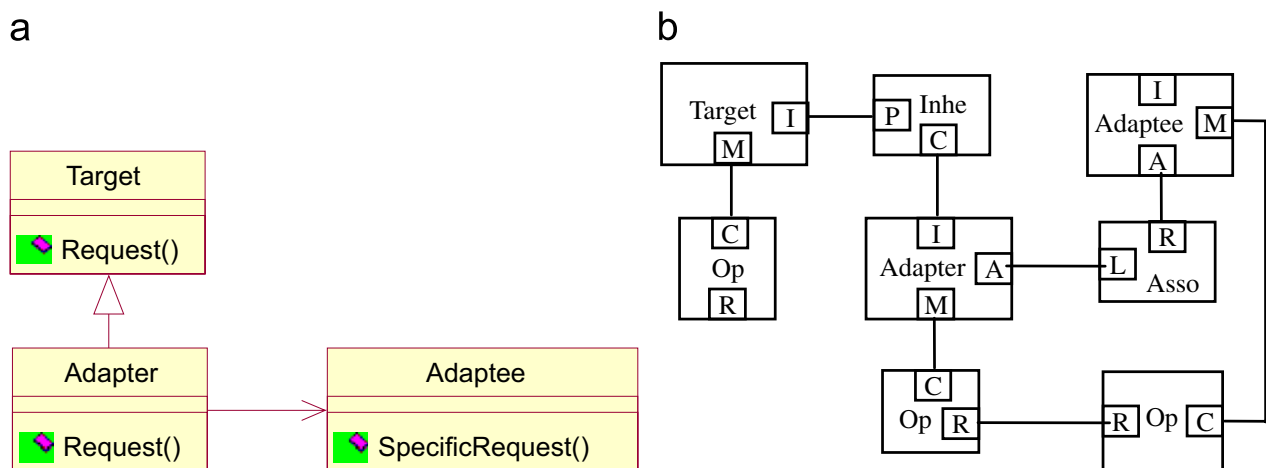 a
Target
Request()
Adapter
Request()
Adaptee
SpecificRequest()
b
Target
I
M
P
Inhe
C
I
Adaptee
M
A
C
Op
R
I
Adapter
A
M
R
L
Asso
C
Op
R
R
Op
C